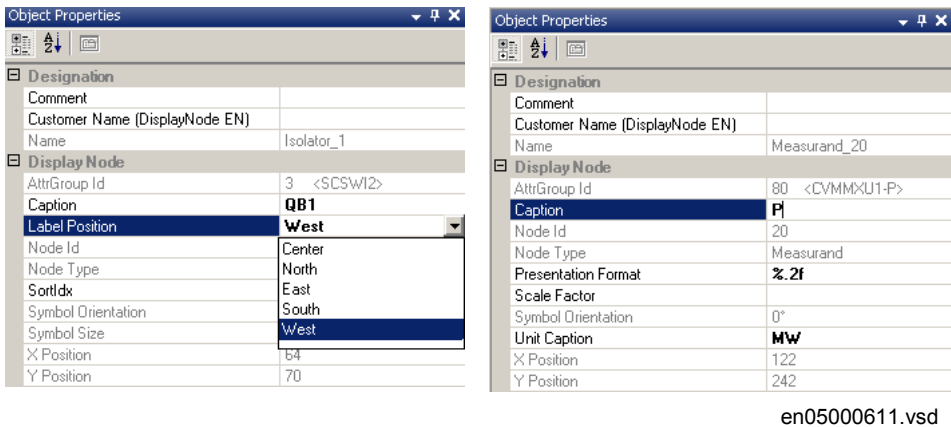 Object Properties
Designation
Comment
Customer Name (DisplayNode EN)
Name Isolator_1
Display Node
AttrGroup Id 3 <SCSWI2>
Caption QB1
Label Position West
Node Id Center
Node Type North
SortIdx East
Symbol Orientation South
Symbol Size West
X Position 64
Y Position 70
Object Properties
Designation
Comment
Customer Name (DisplayNode EN)
Name Measurand_20
Display Node
AttrGroup Id 80 <CVMMXU1-P>
Caption P
Node Id 20
Node Type Measurand
Presentation Format %.2f
Scale Factor
Symbol Orientation 0°
Unit Caption MW
X Position 122
Y Position 242
en05000611.vsd